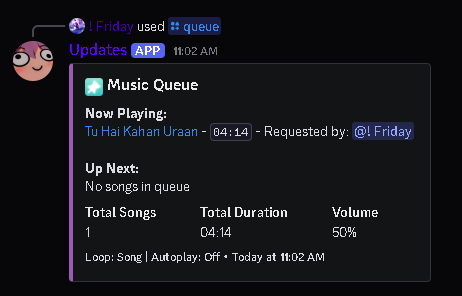 ! Friday used queue
Updates APP 11:02 AM
Music Queue
Now Playing:
Tu Hai Kahan Uraan - 04:14 - Requested by: @! Friday
Up Next:
No songs in queue
Total Songs Total Duration Volume
1 04:14 50%
Loop: Song | Autoplay: Off • Today at 11:02 AM